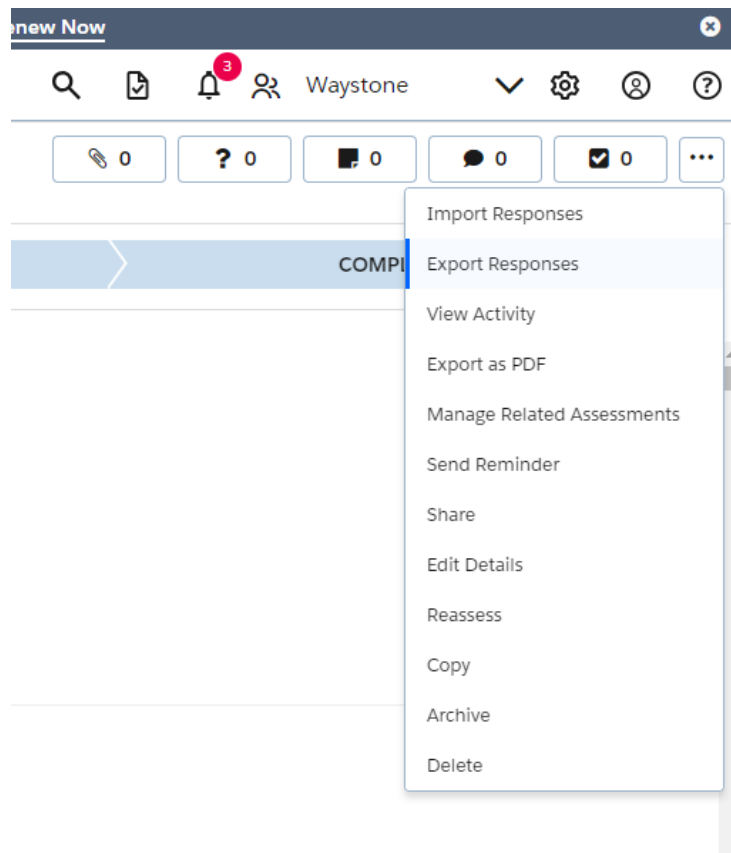 enew Now
3
Waystone
0
? 0
0
0
0
...
Import Responses
COMPL
Export Responses
View Activity
Export as PDF
Manage Related Assessments
Send Reminder
Share
Edit Details
Reassess
Copy
Archive
Delete